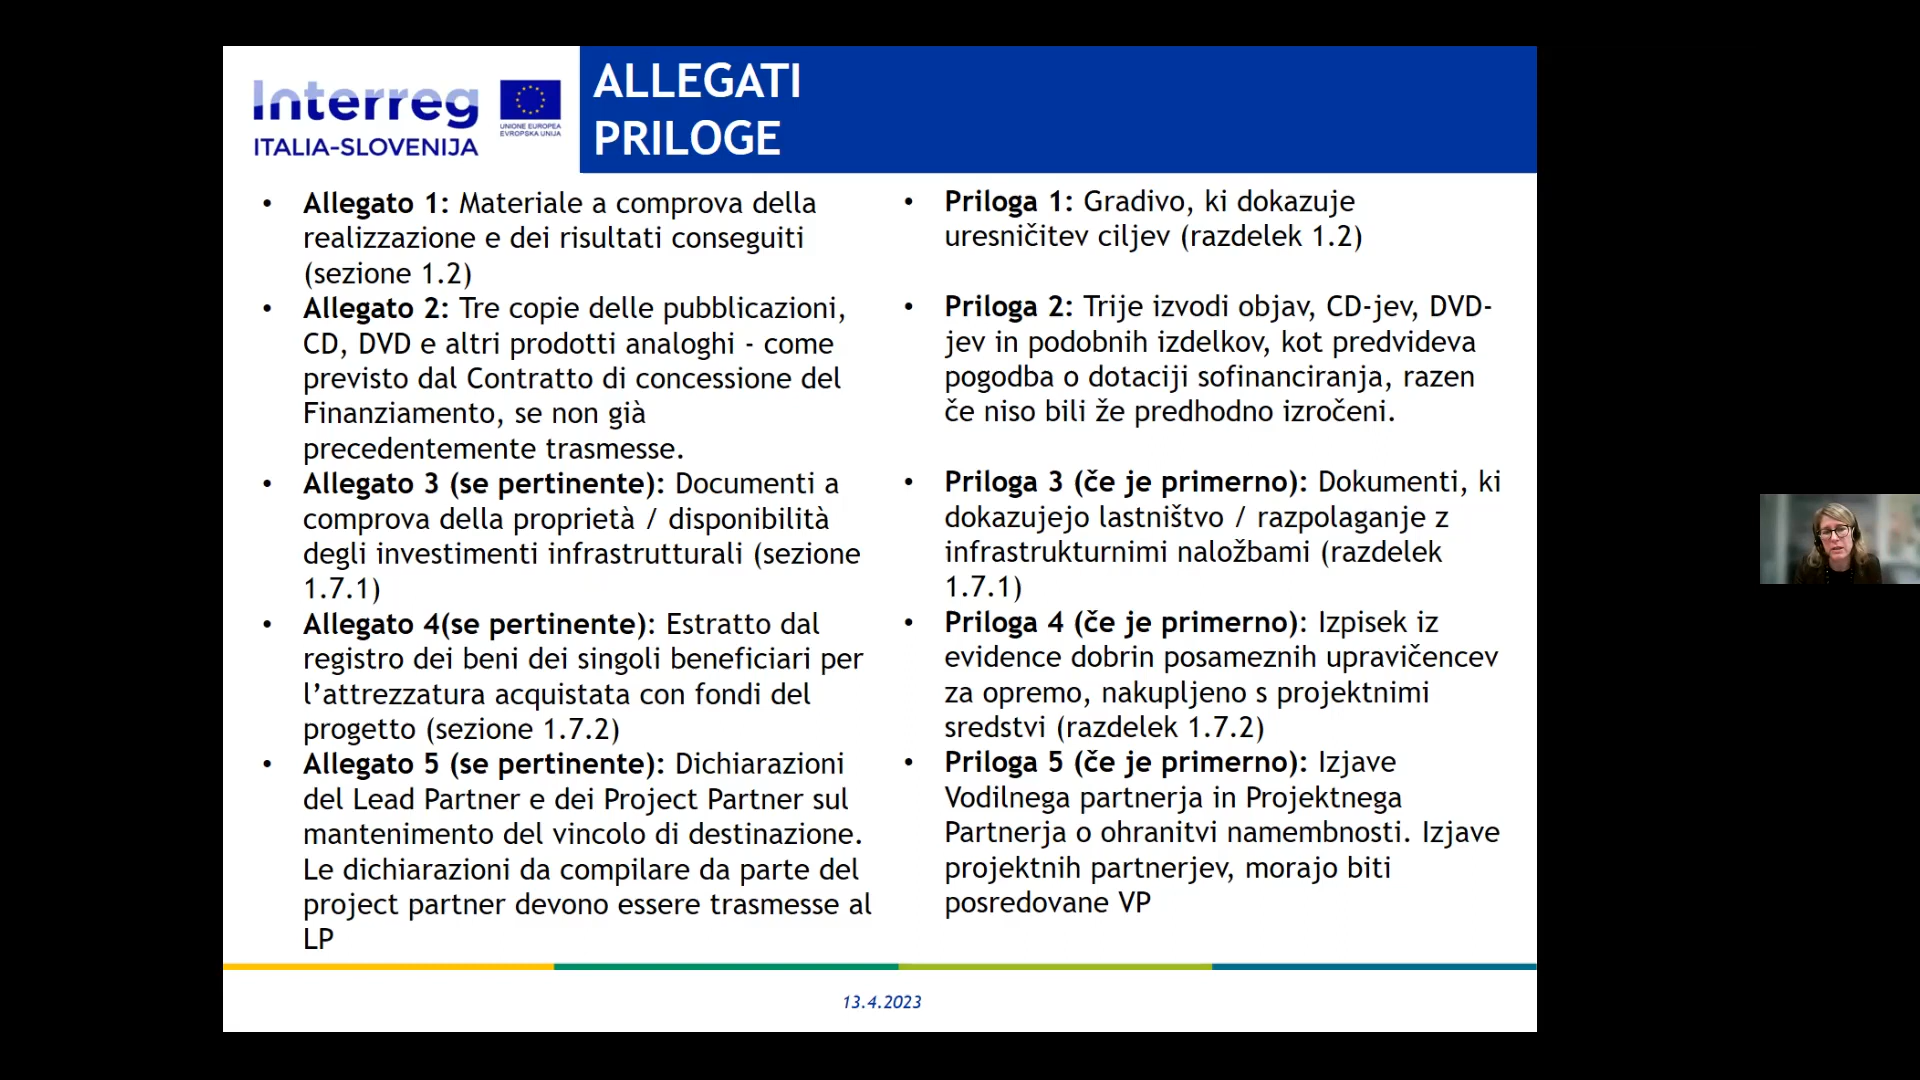 Interreg
ITALIA-SLOVENIJA
UNIONE EUROPEA
EVROPSKA UNIJA
ALLEGATI
PRILOGE
• Allegato 1: Materiale a comprova della
realizzazione e dei risultati conseguiti
(sezione 1.2)
• Allegato 2: Tre copie delle pubblicazioni,
CD, DVD e altri prodotti analoghi - come
previsto dal Contratto di concessione del
Finanziamento, se non già
precedentemente trasmesse.
• Allegato 3 (se pertinente): Documenti a
comprova della proprietà / disponibilità
degli investimenti infrastrutturali (sezione
1.7.1)
• Allegato 4(se pertinente): Estratto dal
registro dei beni dei singoli beneficiari per
l’attrezzatura acquistata con fondi del
progetto (sezione 1.7.2)
• Allegato 5 (se pertinente): Dichiarazioni
del Lead Partner e dei Project Partner sul
mantenimento del vincolo di destinazione.
Le dichiarazioni da compilare da parte del
project partner devono essere trasmesse al
LP
• Priloga 1: Gradivo, ki dokazuje
uresničitev ciljev (razdelek 1.2)
• Priloga 2: Trije izvodi objav, CD-jev, DVD-
jev in podobnih izdelkov, kot predvideva
pogodba o dotaciji sofinanciranja, razen
če niso bili že predhodno izročeni.
• Priloga 3 (če je primerno): Dokumenti, ki
dokazujejo lastništvo / razpolaganje z
infrastrukturnimi naložbami (razdelek
1.7.1)
• Priloga 4 (če je primerno): Izpisek iz
evidence dobrin posameznih upravičencev
za opremo, nakupljeno s projektnimi
sredstvi (razdelek 1.7.2)
• Priloga 5 (če je primerno): Izjave
Vodilnega partnerja in Projektnega
Partnerja o ohranitvi namembnosti. Izjave
projektnih partnerjev, morajo biti
posredovane VP
13.4.2023